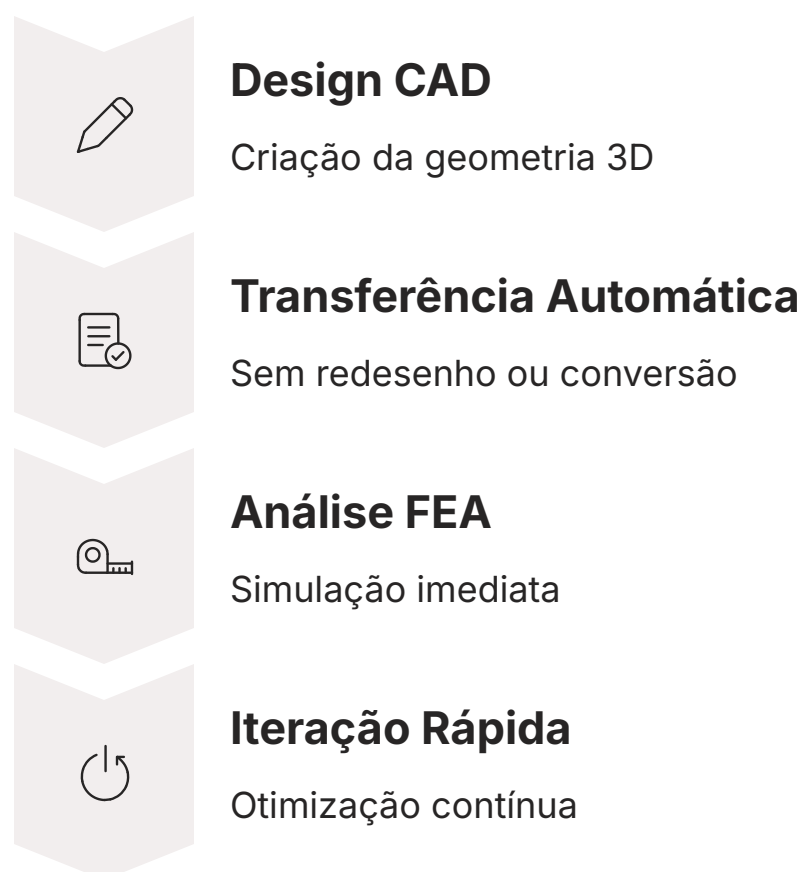 Design CAD
Criação da geometria 3D
Transferência Automática
Sem redesenho ou conversão
Análise FEA
Simulação imediata
Iteração Rápida
Otimização contínua